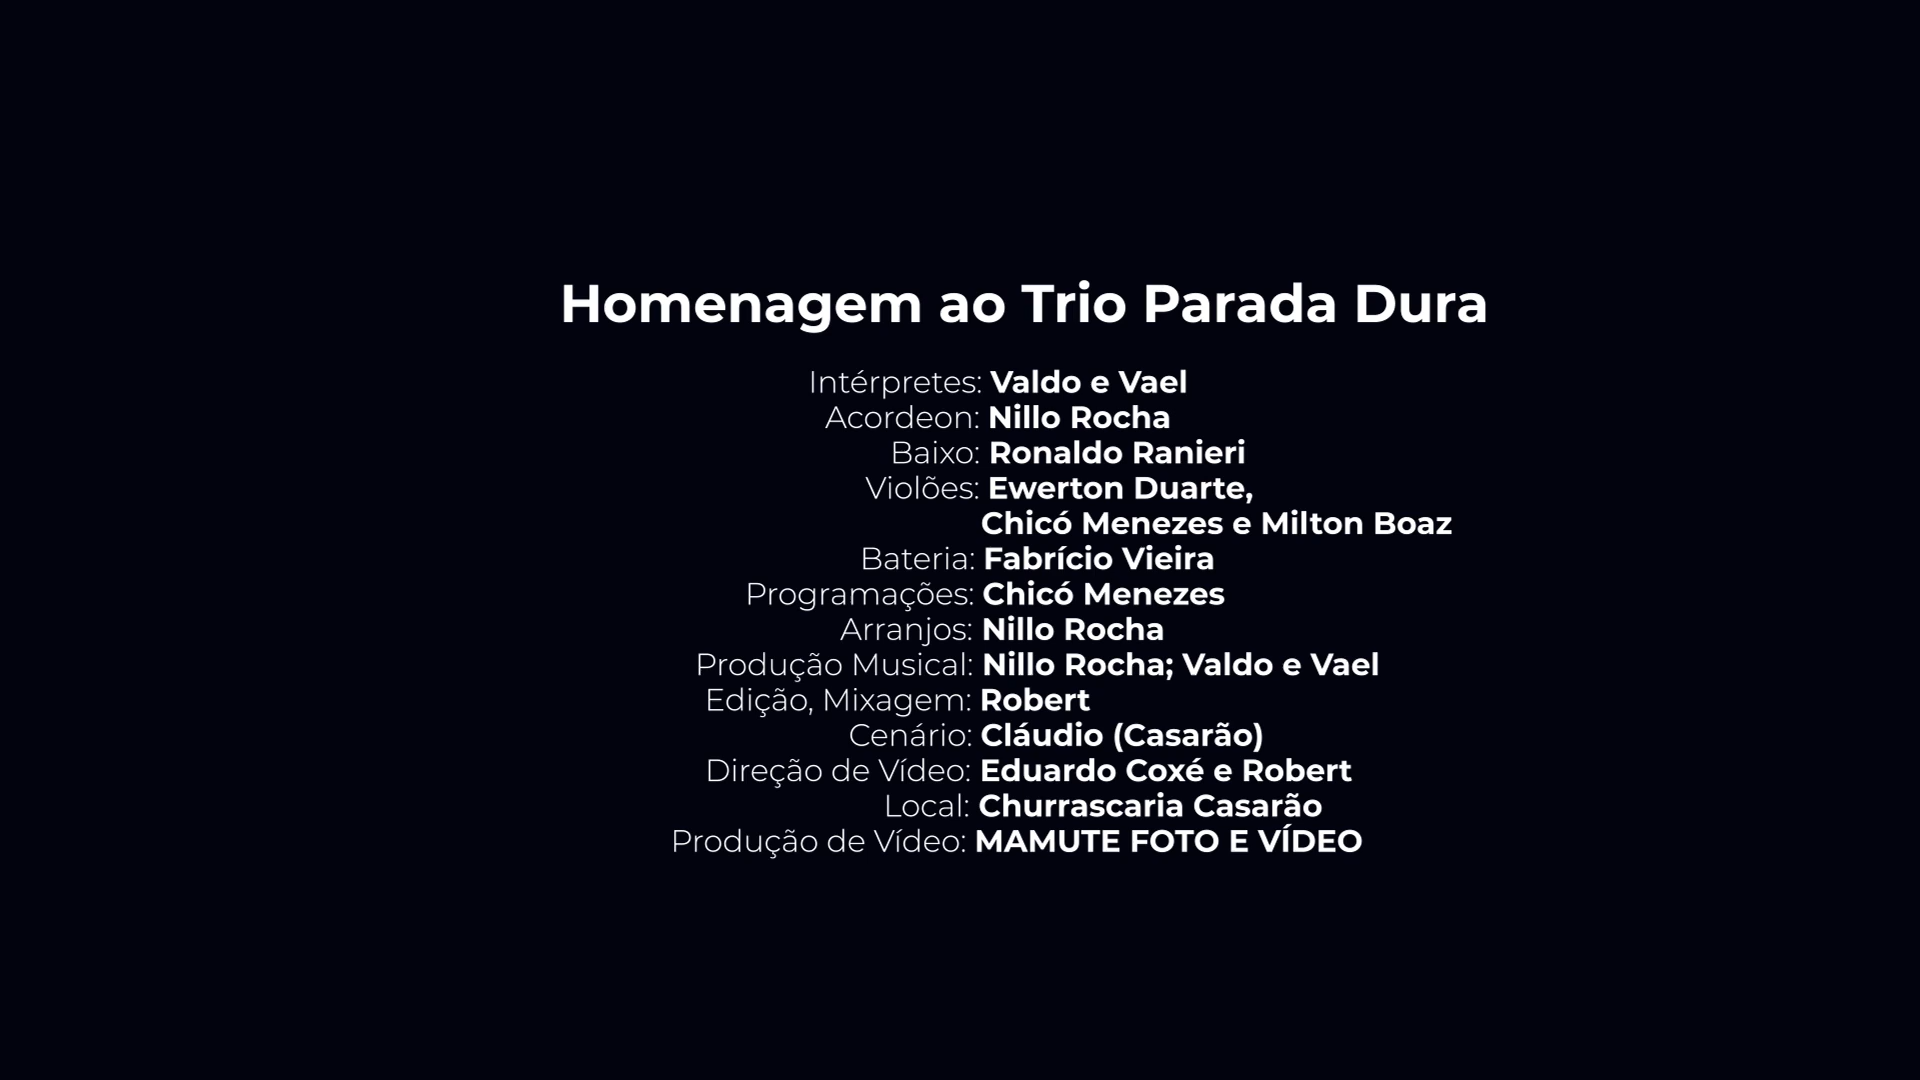 Homenagem ao Trio Parada Dura
Intérpretes: Valdo e Vael
Acordeon: Nillo Rocha
Baixo: Ronaldo Ranieri
Violões: Ewerton Duarte,
Chicó Menezes e Milton Boaz
Bateria: Fabrício Vieira
Programações: Chicó Menezes
Arranjos: Nillo Rocha
Produção Musical: Nillo Rocha; Valdo e Vael
Edição, Mixagem: Robert
Cenário: Cláudio (Casarão)
Direção de Vídeo: Eduardo Coxé e Robert
Local: Churrascaria Casarão
Produção de Vídeo: MAMUTE FOTO E VÍDEO